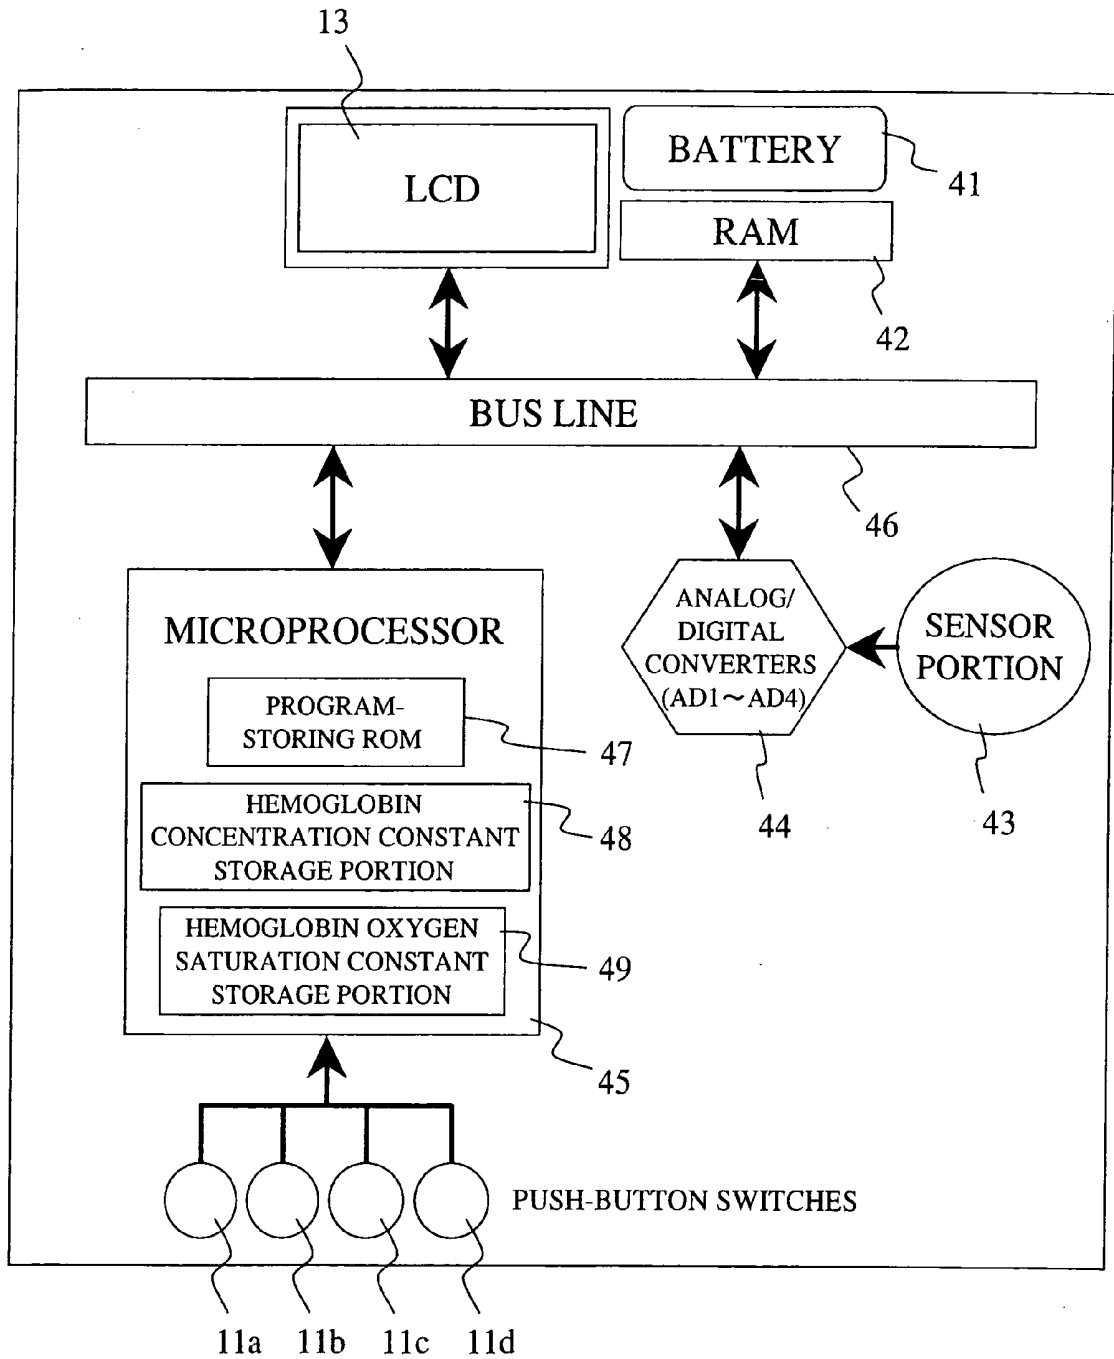 13
LCD
BATTERY
41
RAM
42
BUS LINE
46
MICROPROCESSOR
PROGRAM-
STORING ROM
47
HEMOGLOBIN
CONCENTRATION CONSTANT
STORAGE PORTION
48
HEMOGLOBIN OXYGEN
SATURATION CONSTANT
STORAGE PORTION
49
45
ANALOG/
DIGITAL
CONVERTERS
(AD1~AD4)
44
SENSOR
PORTION
43
PUSH-BUTTON SWITCHES
11a 11b 11c 11d